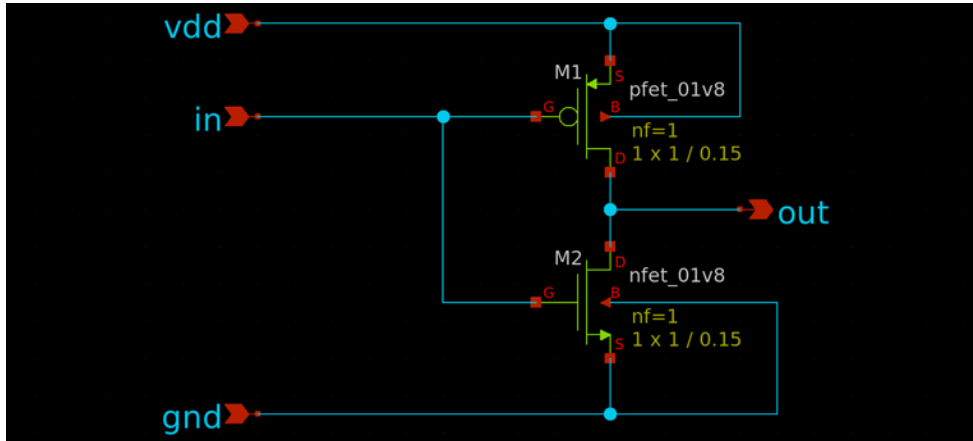 vdd
M1
S
pfet_01v8
in
G
B
nf=1
1 x 1 / 0.15
D
out
M2
D
nfet_01v8
G
B
nf=1
1 x 1 / 0.15
S
gnd